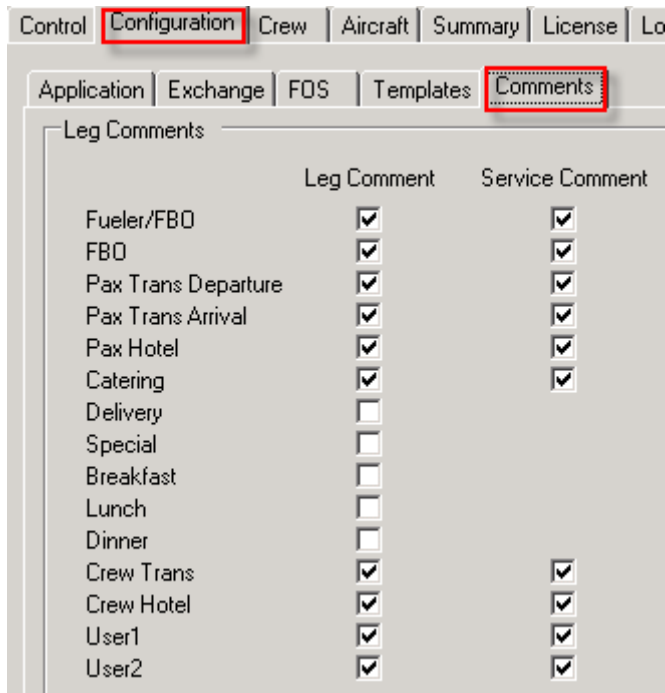 Control Configuration Crew Aircraft Summary License Lo
Application Exchange FOS Templates Comments
Leg Comments
Leg Comment Service Comment
Fueler/FBO
FBO
Pax Trans Departure
Pax Trans Arrival
Pax Hotel
Catering
Delivery
Special
Breakfast
Lunch
Dinner
Crew Trans
Crew Hotel
User1
User2